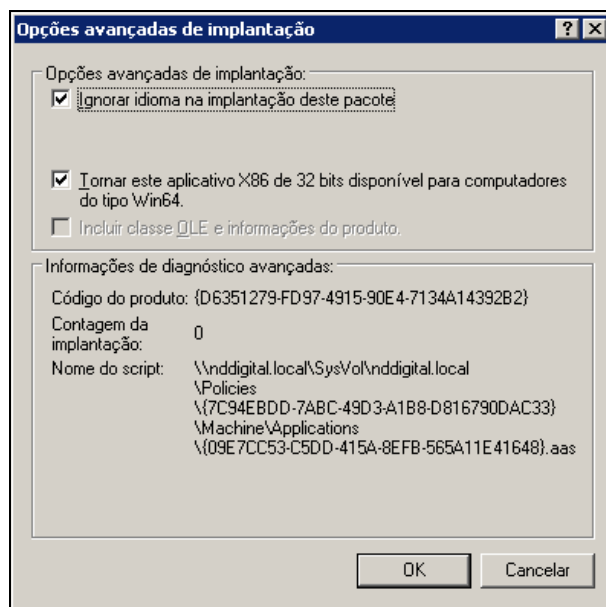 Opções avançadas de implantação
Opções avançadas de implantação:
Ignorar idioma na implantação deste pacote
Tornar este aplicativo X86 de 32 bits disponível para computadores
do tipo Win64.
Incluir classe OLE e informações do produto.
Informações de diagnóstico avançadas:
Código do produto: {D6351279-FD97-4915-90E4-7134A14392B2}
Contagem da
implantação:
0
Nome do script:
\\nddigital.local\SysVol\nddigital.local
\Policies
\{7C94EBDD-7ABC-49D3-A1B8-D816790DAC33}
\Machine\Applications
\{09E7CC53-C5DD-415A-8EFB-565A11E41648}.aas
OK
Cancelar